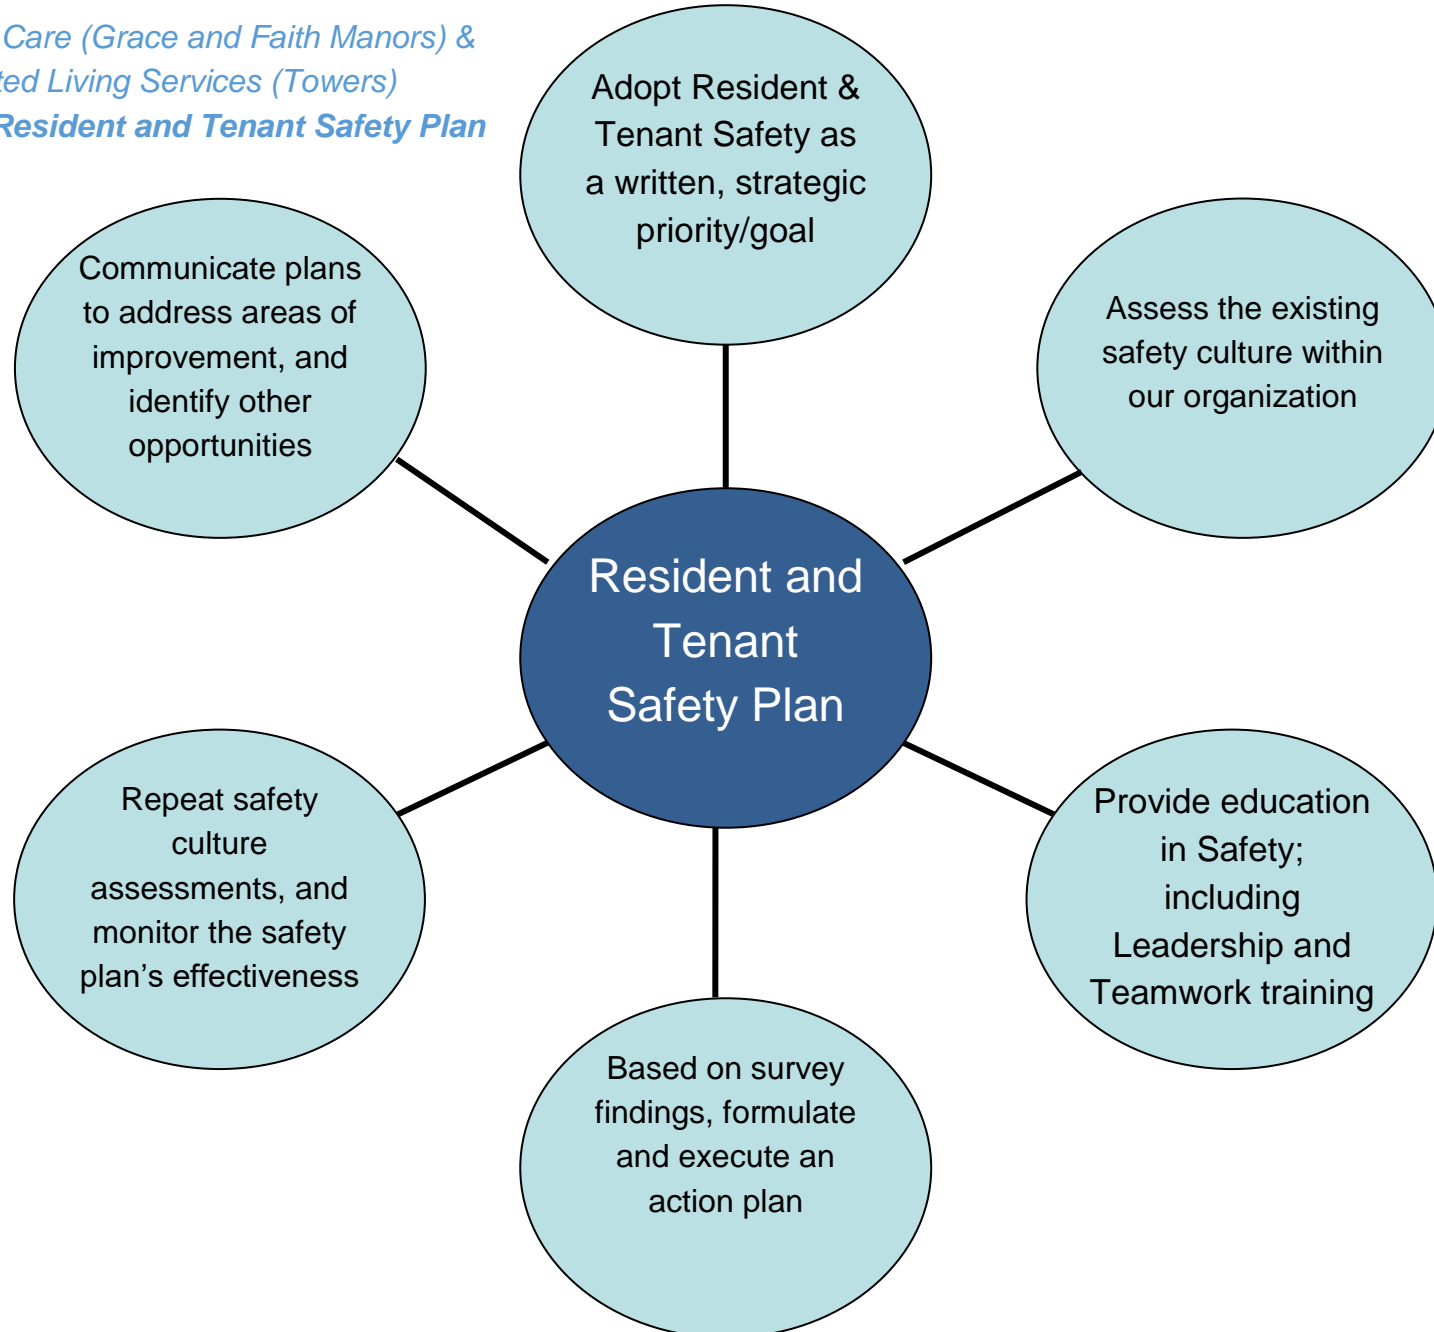 Care (Grace and Faith Manors) &
Living Services (Towers)
Resident and Tenant Safety Plan
Adopt Resident &
Tenant Safety as
a written, strategic
priority/goal
Assess the existing
safety culture within
our organization
Provide education
in Safety;
including
Leadership and
Teamwork training
Based on survey
findings, formulate
and execute an
action plan
Repeat safety
culture
assessments, and
monitor the safety
plan’s effectiveness
Communicate plans
to address areas of
improvement, and
identify other
opportunities
Resident and
Tenant
Safety Plan